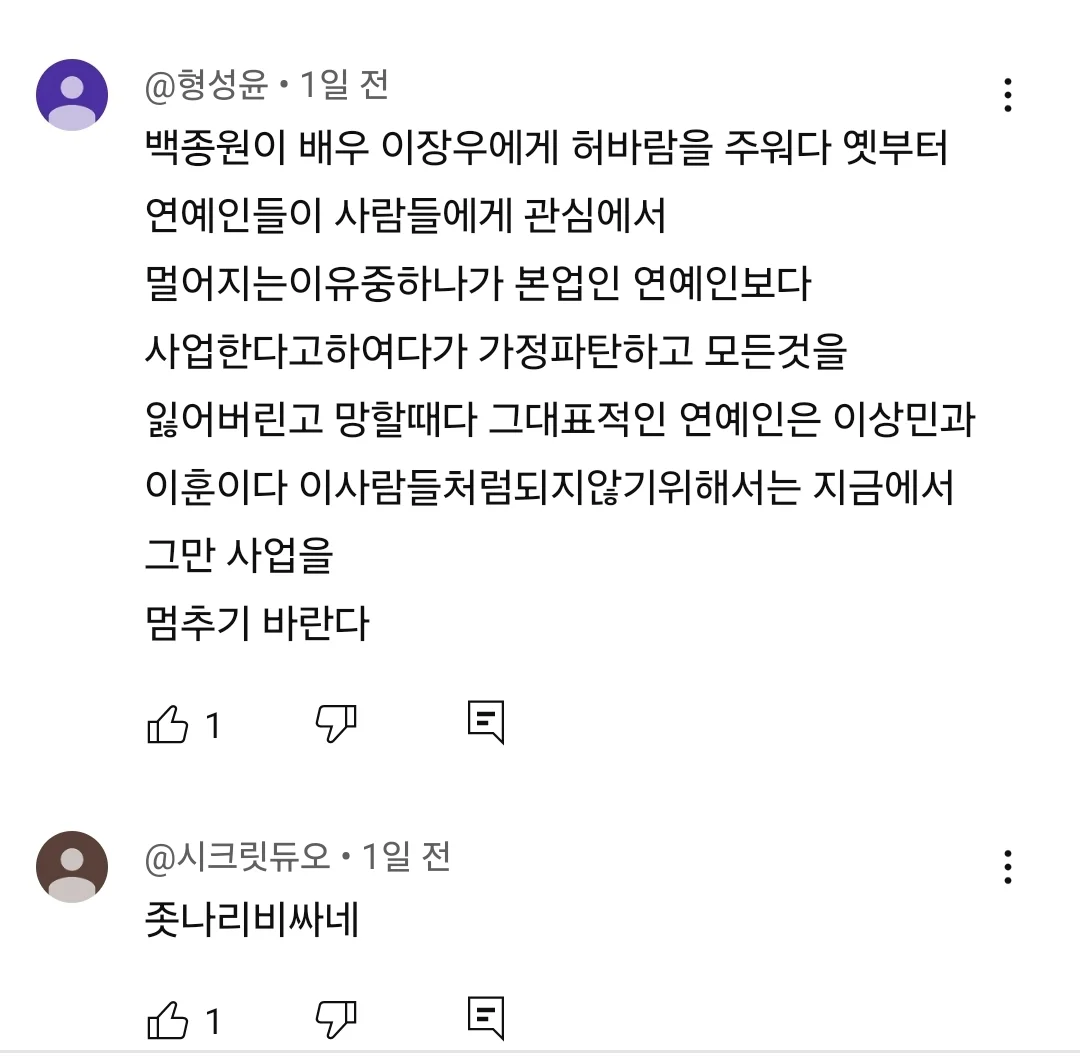 @형성윤 • 1일 전
백종원이 배우 이장우에게 허바람을 주워다 옛부터
연예인들이 사람들에게 관심에서
멀어지는이유중하나가 본업인 연예인보다
사업한다고하여다가 가정파탄하고 모든것을
잃어버린고 망할때다 그대표적인 연예인은 이상민과
이훈이다 이사람들처럼되지않기위해서는 지금에서
그만 사업을
멈추기 바란다
1
@시크릿듀오 • 1일 전
좃나리비싸네
1